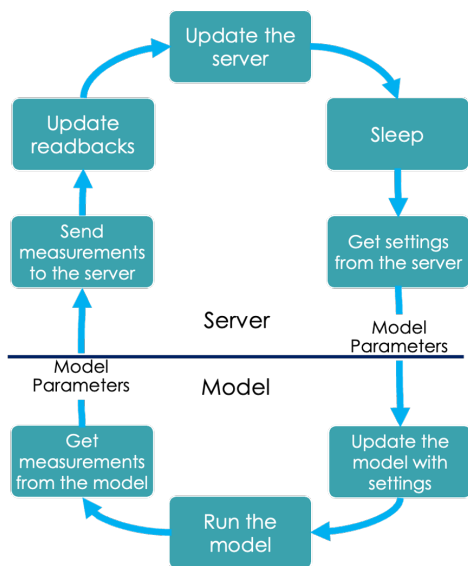 Update the
server
Update
readbacks
Sleep
Send
measurements
to the server
Get settings
from the server
Server
Model
Parameters
Model
Parameters
Model
Get
measurements
from the model
Update the
model with
settings
Run the
model